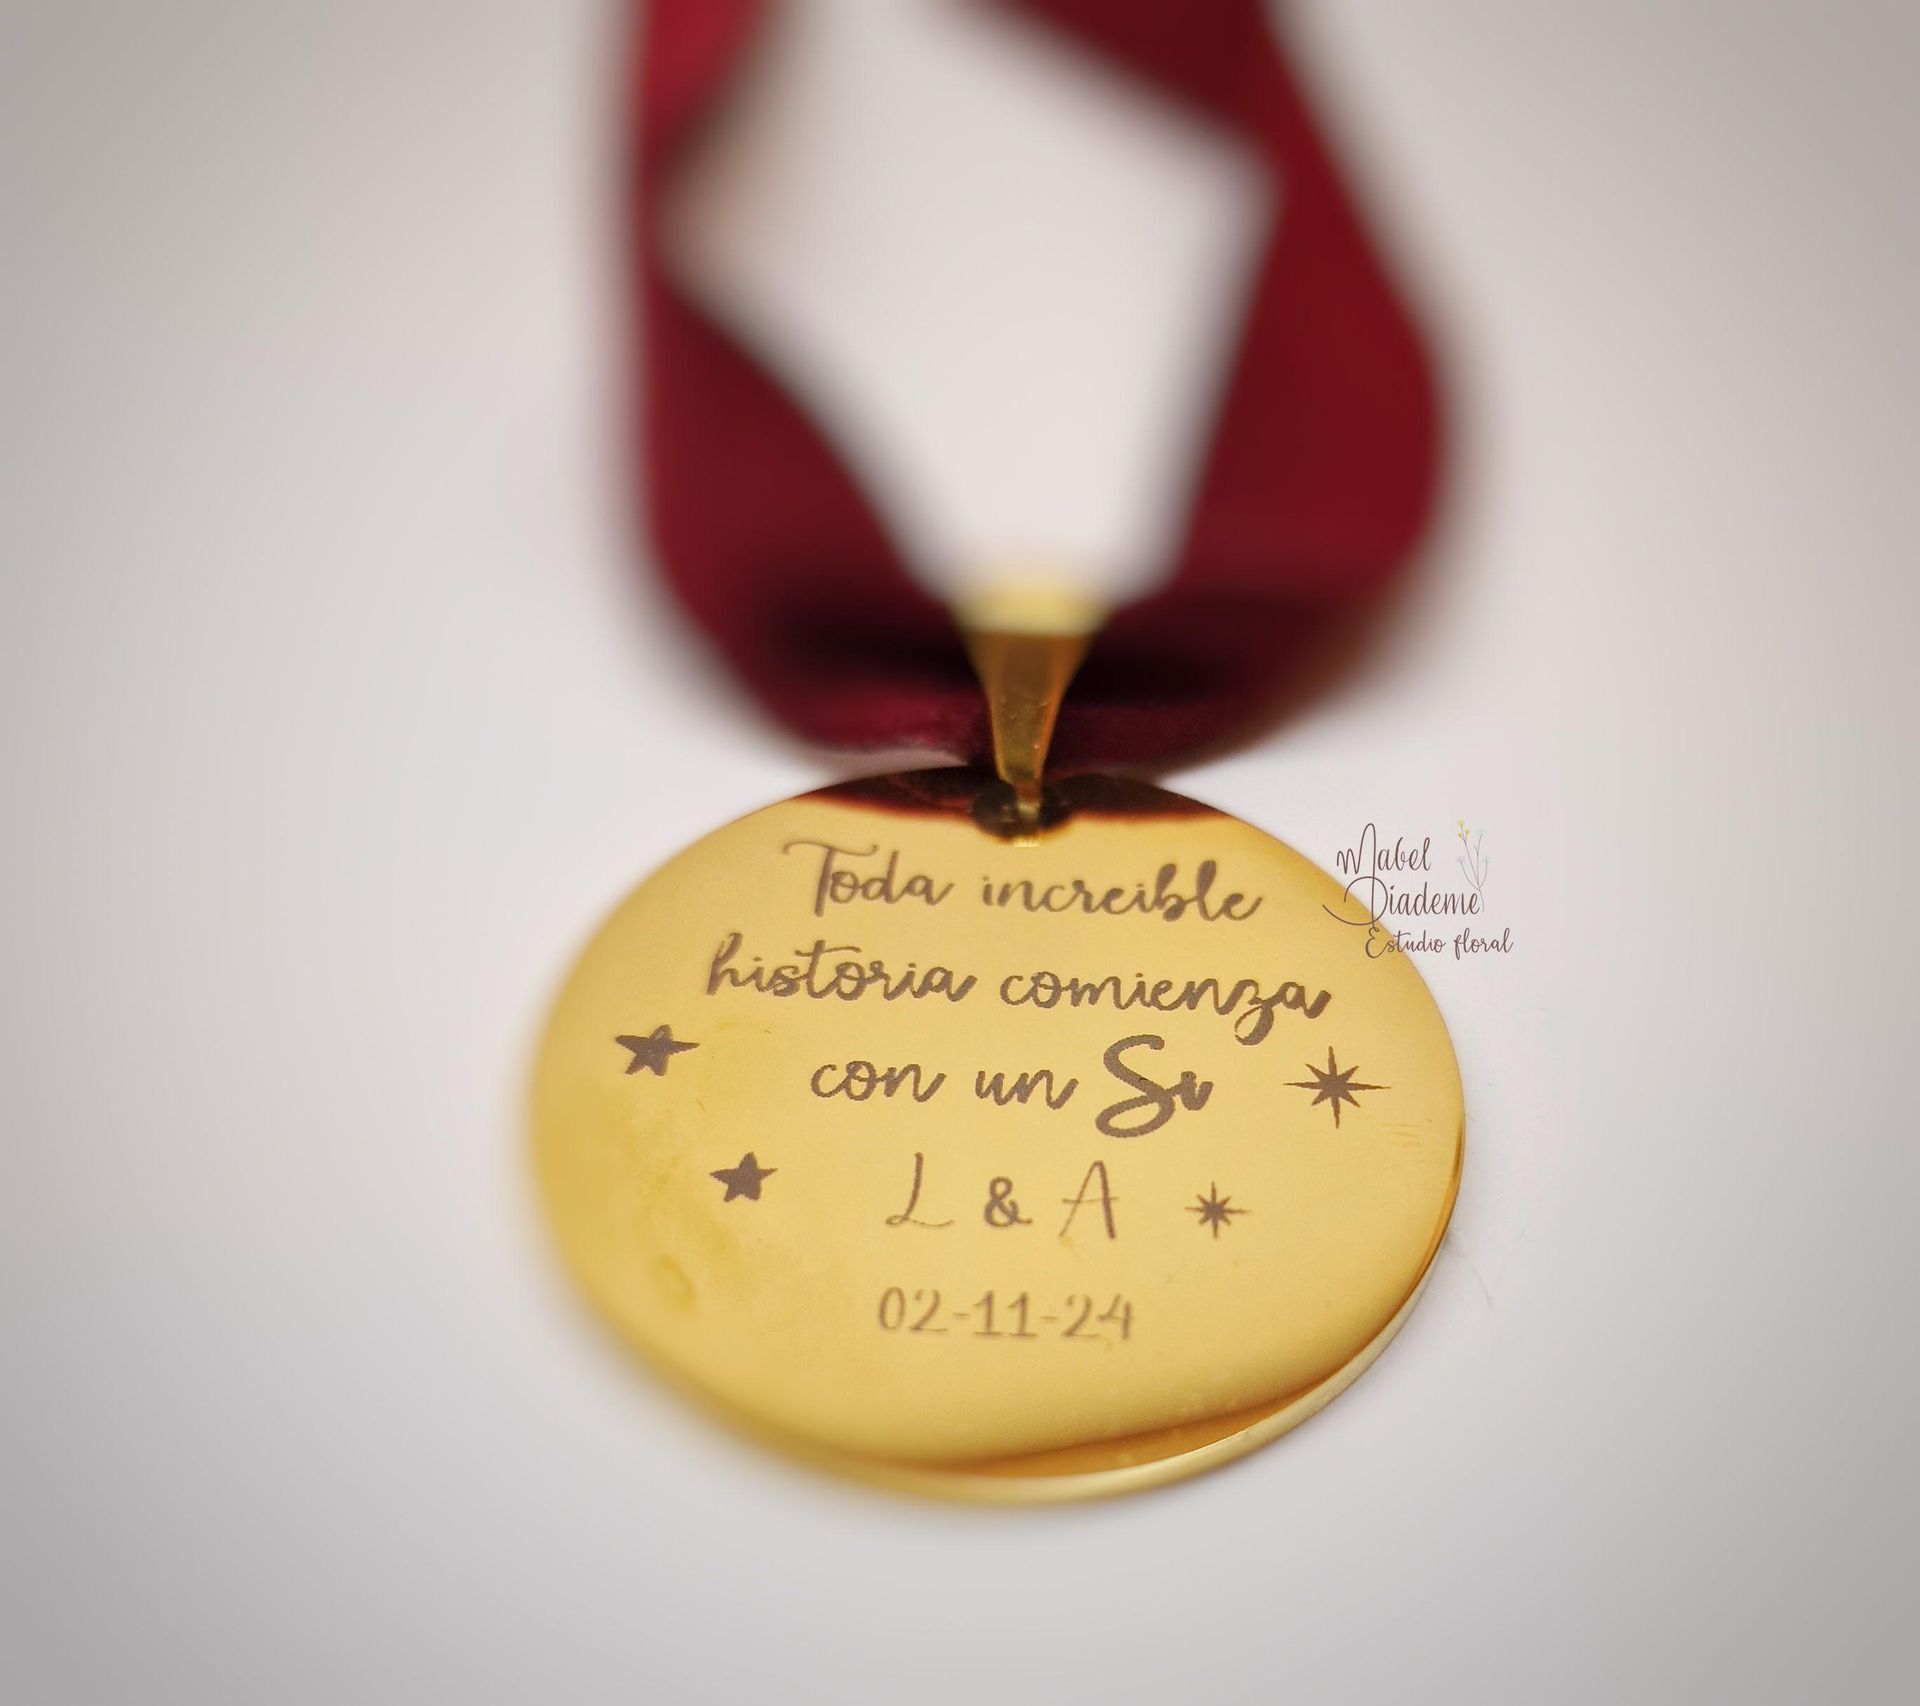 Toda increible
historia comienza
con un Si
L & A
02-11-24
Mabel
Diademe
Estudio floral